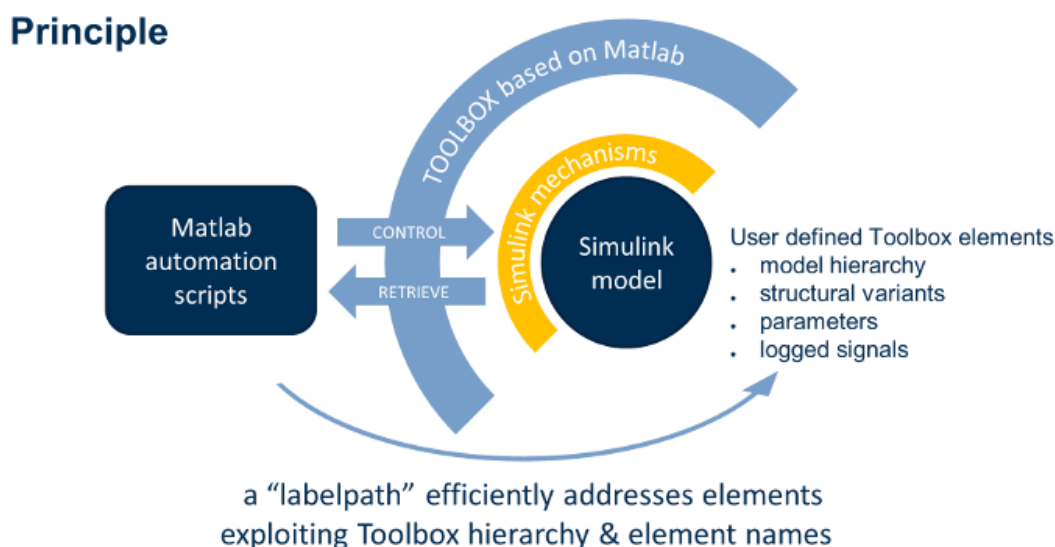 Principle
TOOLBOX based on Matlab
Simulink mechanisms
Matlab
automation
scripts
CONTROL
RETRIEVE
Simulink
model
User defined Toolbox elements
• model hierarchy
• structural variants
• parameters
• logged signals
a “labelpath” efficiently addresses elements
exploiting Toolbox hierarchy & element names